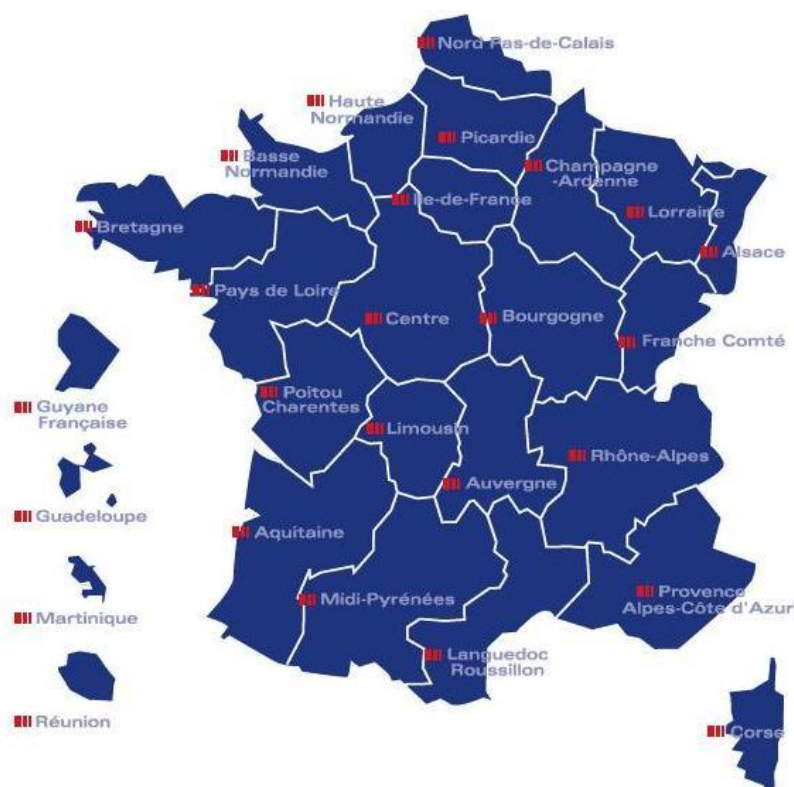 Nord Pas-de-Calais
Haute
Normandie
Picardie
Basse
Normandie
Champagne
-Ardenne
Ile-de-France
Lorraine
Bretagne
Alsace
Pays de Loire
Centre
Bourgogne
Franche Comté
Poitou
Charentes
Guyane
Française
Limousin
Rhône-Alpes
Auvergne
Guadeloupe
Aquitaine
Midi-Pyrénées
Provence
Alpes-Côte d'Azur
Martinique
Languedoc
Roussillon
Réunion
Corse